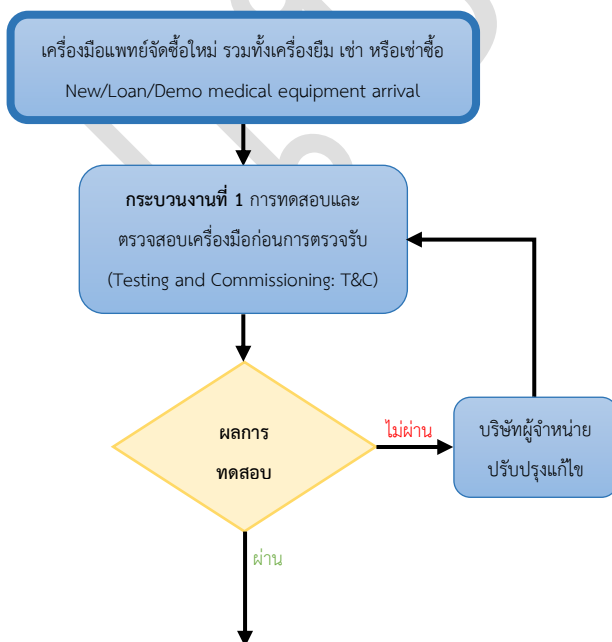 เครื่องมือแพทย์จัดซื้อใหม่ รวมทั้งเครื่องยืม เช่า หรือเช่าซื้อ
New/Loan/Demo medical equipment arrival
กระบวนงานที่ 1 การทดสอบและ
ตรวจสอบเครื่องมือก่อนการตรวจรับ
(Testing and Commissioning: T&C)
ผลการ
ทดสอบ
ไม่ผ่าน
บริษัทผู้จำหน่าย
ปรับปรุงแก้ไข
ผ่าน